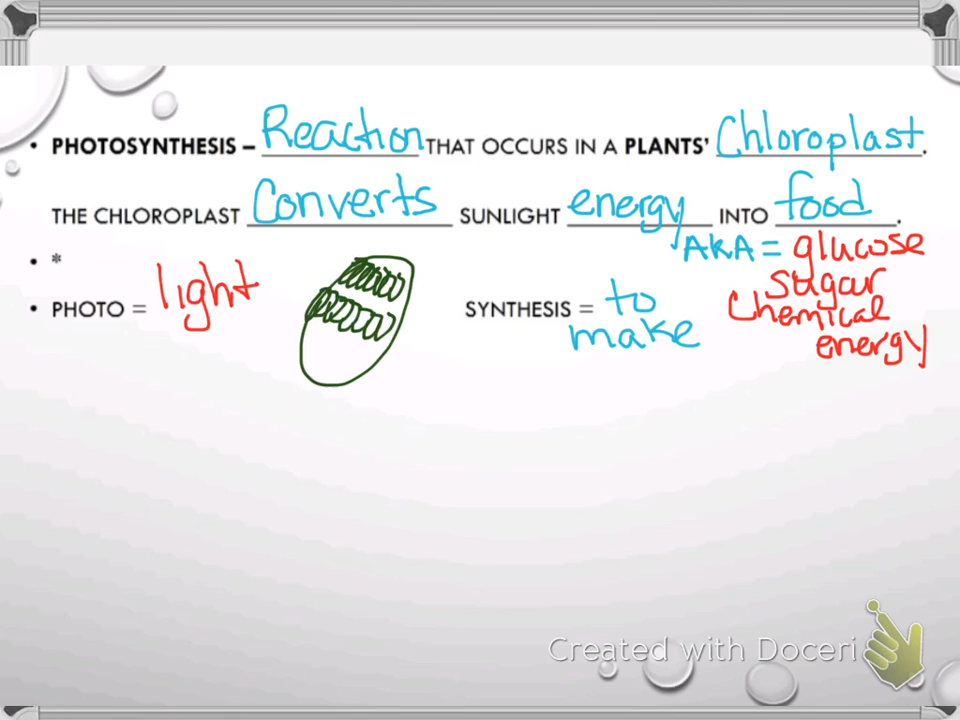 • PHOTOSYNTHESIS – Reaction THAT OCCURS IN A PLANTS' Chloroplast.
THE CHLOROPLAST Converts SUNLIGHT energy INTO food.
AKA = glucose
sugar
Chemical
energy
• *
• PHOTO = light SYNTHESIS = to
make
Created with Doceri